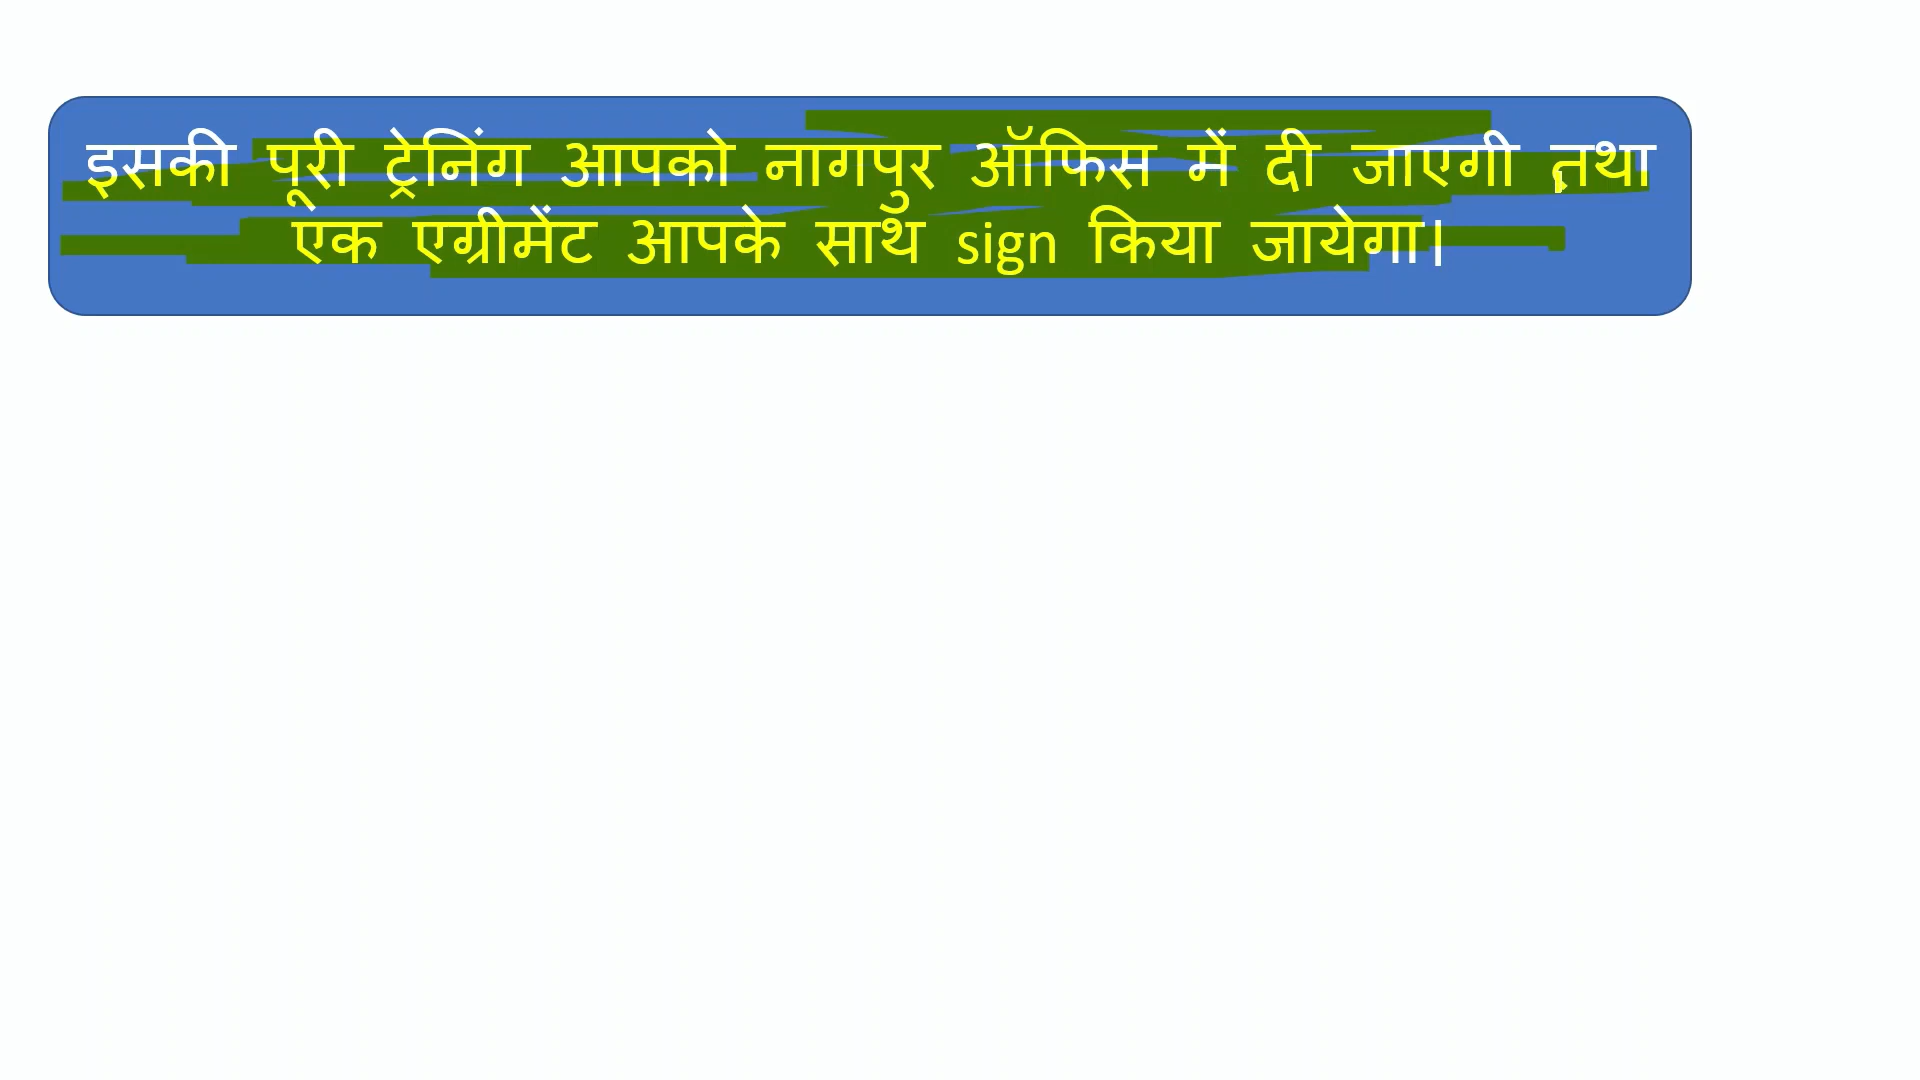 इसकी पूरी ट्रेनिंग आपको नागपुर ऑफिस में दी जाएगी तथा
एक एग्रीमेंट आपके साथ sign किया जायेगा।